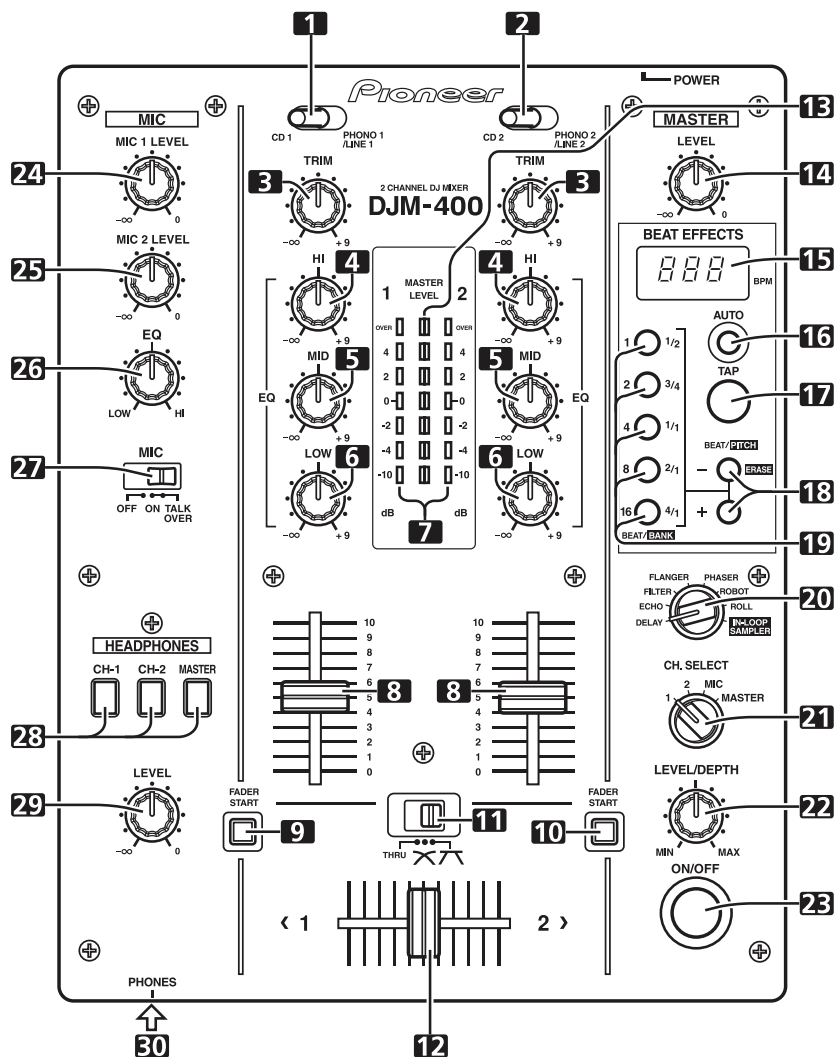 1
2
POWER
Pioneer
13
MIC
CD 1
PHONO 1
/LINE 1
CD 2
PHONO 2
/LINE 2
MASTER
MIC 1 LEVEL
TRIM
TRIM
LEVEL
24
3
2 CHANNEL DJ MIXER
DJM-400
3
14
-∞
0
-∞
+9
-∞
+9
-∞
0
MIC 2 LEVEL
HI
4
1
MASTER
LEVEL
2
4
HI
BEAT EFFECTS
25
888
15
BPM
-∞
0
-∞
+9
OVER
OVER
-∞
+9
EQ
MID
4
4
MID
AUTO
26
EQ
5
2
2
5
EQ
1
1/2
16
LOW
HI
0
0
TAP
-∞
+9
-2
-2
-∞
+9
2
3/4
17
MIC
LOW
6
-4
-4
6
LOW
4
1/1
BEAT/PITCH
27
-10
-10
8
2/1
–
ERASE
18
OFF
ON
TALK
OVER
-∞
+9
dB
7
dB
-∞
+9
16
4/1
+
BEAT/BANK
19
FLANGER
PHASER
FILTER
ROBOT
20
ECHO
ROLL
DELAY
IN-LOOP
SAMPLER
HEADPHONES
CH-1
CH-2
MASTER
10
9
8
7
6
5
4
3
2
1
0
10
9
8
7
6
5
4
3
2
1
0
8
8
CH. SELECT
1
2
MIC
MASTER
21
28
LEVEL
FADER
START
FADER
START
LEVEL/DEPTH
29
9
11
10
22
-∞
0
THRU
MIN
MAX
ON/OFF
23
‹ 1
2 ›
PHONES
30
12